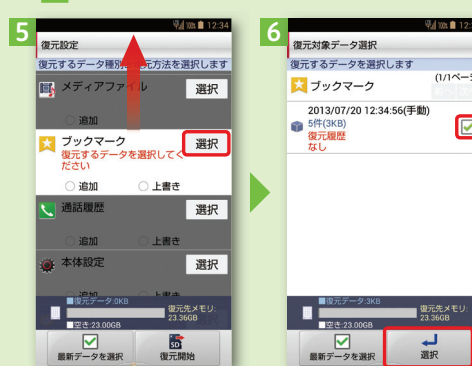 5
12:34
復元設定
復元するデータ種別 元方法を選択します
メディアファイル
選択
追加
ブックマーク
復元するデータを選択してく
ださい
選択
追加 上書き
通話履歴
選択
追加 上書き
本体設定
選択
追加 上書き
■復元データ:0KB
復元先メモリ:
23.36GB
■空き:23.00GB
最新データを選択
SD
復元開始
6
12:3
復元対象データ選択
復元するデータを選択します
ブックマーク
(1/1ペー
2013/07/20 12:34:56(手動)
5件(3KB)
復元履歴
なし
■復元データ:3KB
復元先メモリ:
23.36GB
■空き:23.00GB
最新データを選択
選択